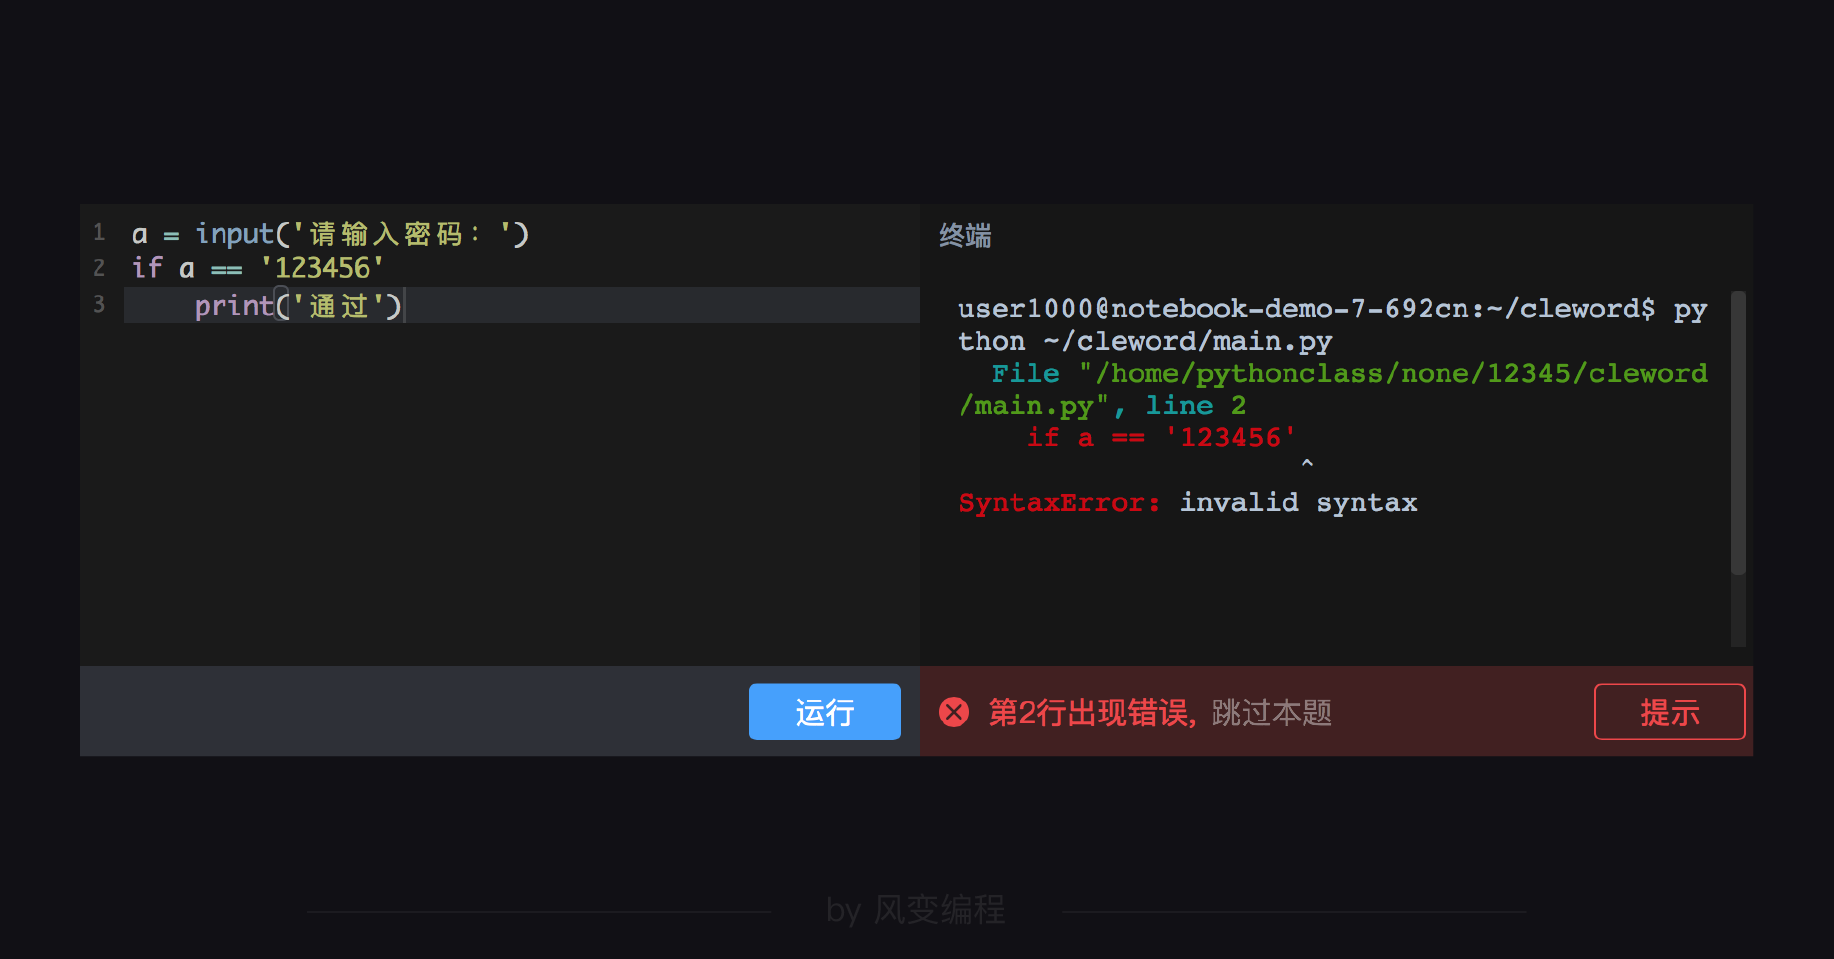 1 a = input('请输入密码：')
2 if a == '123456'
3     print('通过')
运行
终端
user1000@notebook-demo-7-692cn:~/cleword$ py
thon ~/cleword/main.py
  File "/home/pythonclass/none/12345/cleword
/main.py", line 2
    if a == '123456'
                    ^
SyntaxError: invalid syntax
第2行出现错误, 跳过本题
提示
by 风变编程